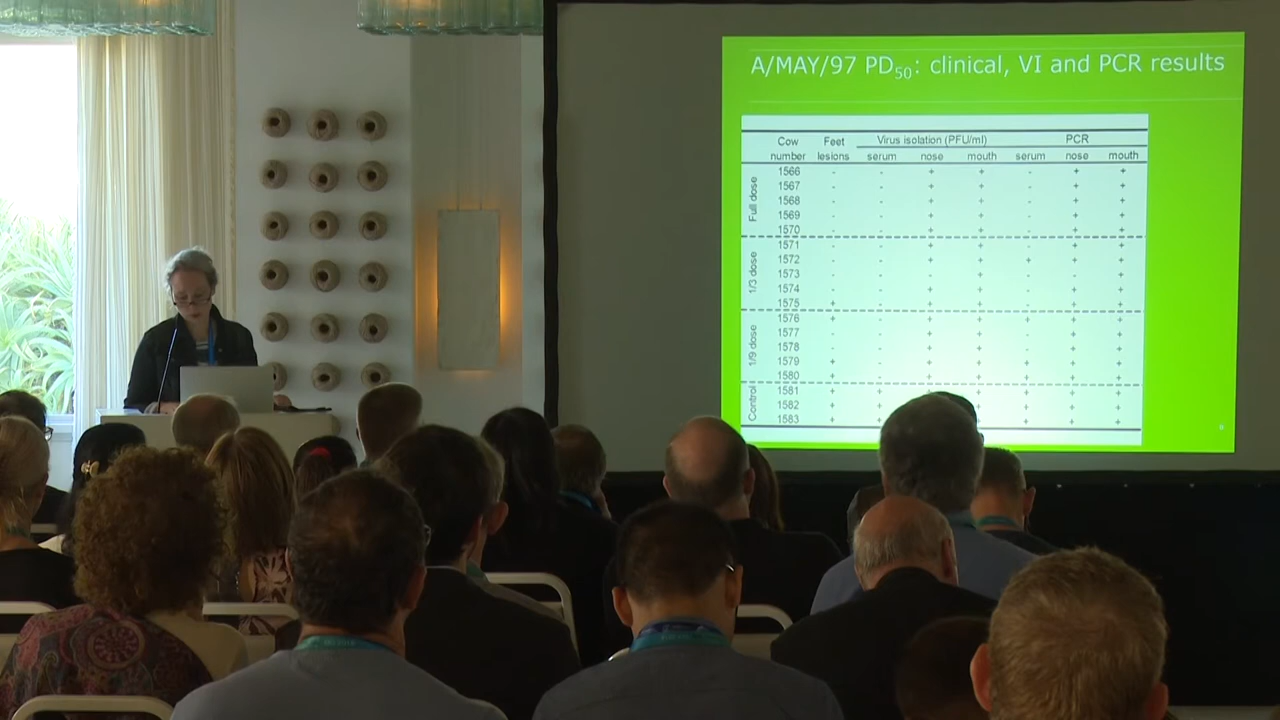 A/MAY/97 PD50: clinical, VI and PCR results
Cow Feet Virus isolation (PFU/ml) PCR
number lesions serum nose mouth serum nose mouth
Full dose
1566 - - + + - + +
1567 - - + + - + +
1568 - - + + - + +
1569 - - + + - + +
1570 - - + + - + +
1/3 dose
1571 - - + + - + +
1572 - - + + + + +
1573 - - - + - + +
1574 - - + + - + +
1575 + - + + - + +
1/9 dose
1576 + - + + + + +
1577 - - + + - + +
1578 - - + + - + +
1579 + - + + - + +
1580 + - + + - + +
Control
1581 + + + + + + +
1582 + + + + + + +
1583 + + + + + + +